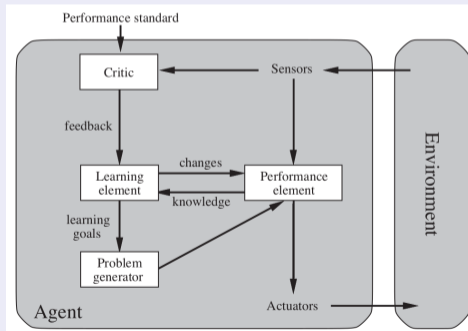 Performance standard
Critic
Sensors
feedback
changes
Learning
element
Performance
element
knowledge
learning
goals
Problem
generator
Agent
Actuators
Environment